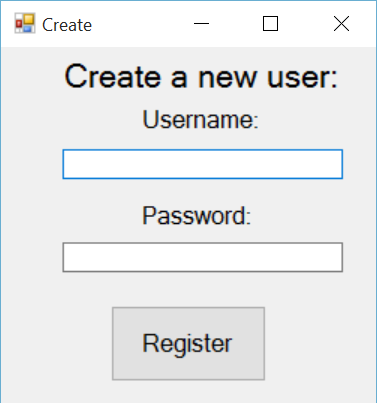 Create
Create a new user:
Username:
Password:
Register